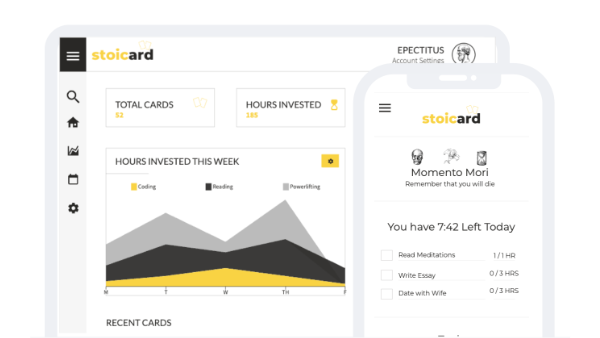 stoicard
EPECTITUS
Account Settings
TOTAL CARDS
52
HOURS INVESTED
185
HOURS INVESTED THIS WEEK
Coding
Reading
Powerlifting
M T W TH F
RECENT CARDS
stoicard
Momento Mori
Remember that you will die
You have 7:42 Left Today
Read Meditations 1 / 1 HR
Write Essay 0 / 3 HRS
Date with Wife 0 / 3 HRS